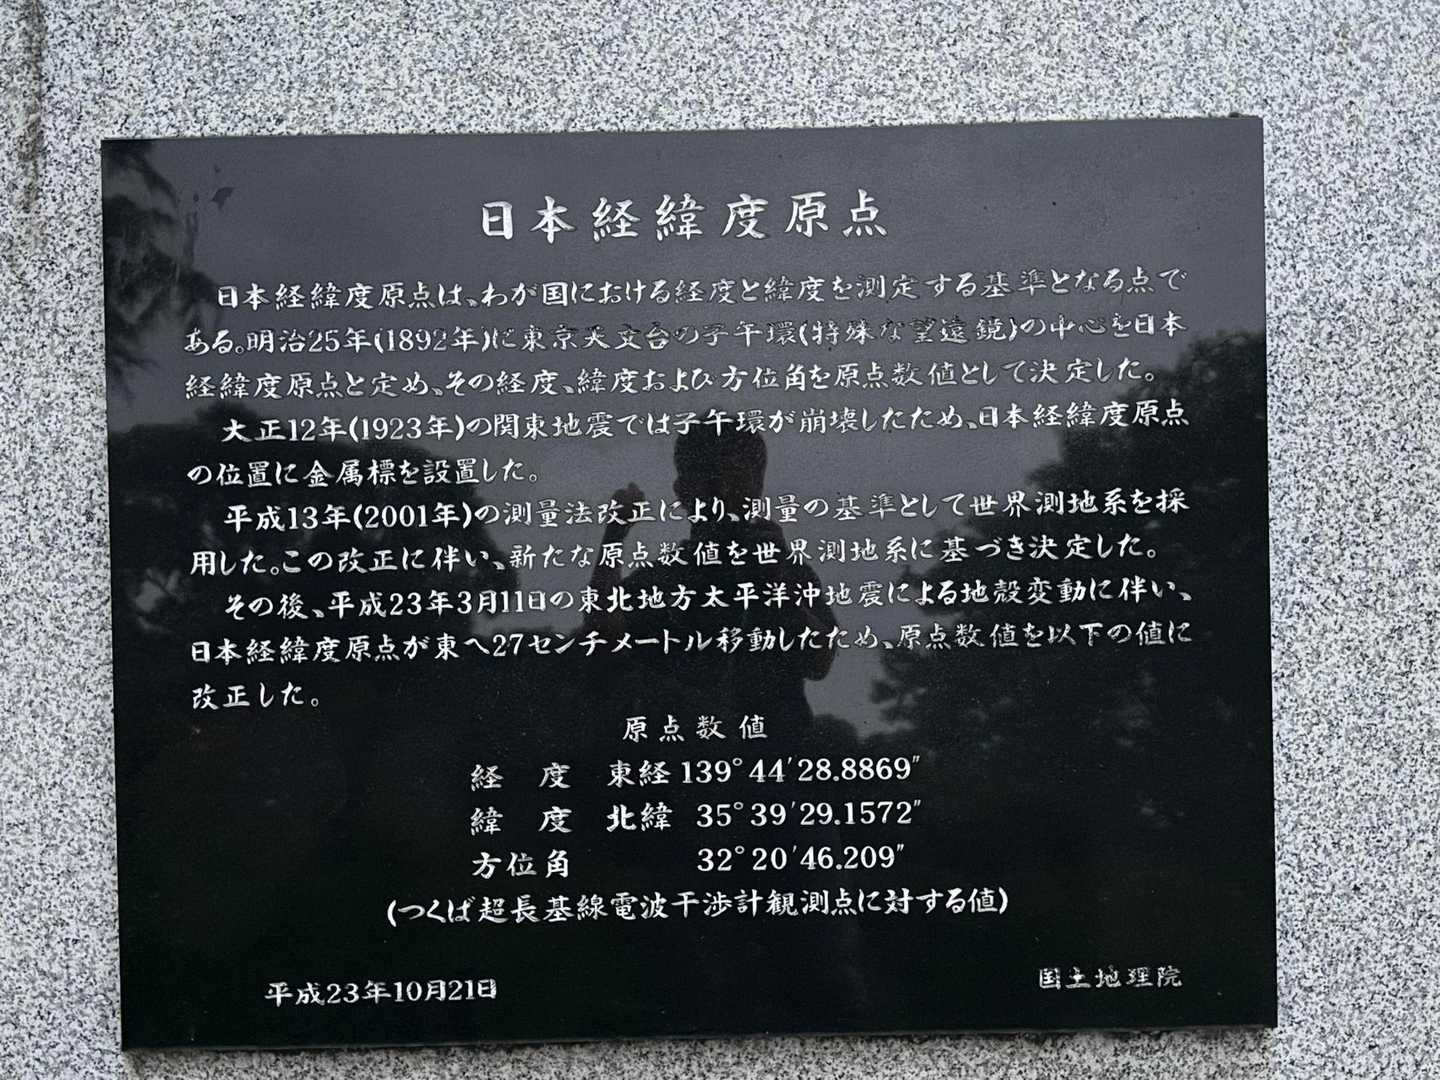 日本経緯度原点
日本経緯度原点は、わが国における経度と緯度を測定する基準となる点で
ある。明治25年(1892年)に東京天文台の子午環(特殊な望遠鏡)の中心を日本
経緯度原点と定め、その経度、緯度および方位角を原点数値として決定した。
大正12年(1923年)の関東地震では子午環が崩壊したため、日本経緯度原点
の位置に金属標を設置した。
平成13年(2001年)の測量法改正により、測量の基準として世界測地系を採
用した。この改正に伴い、新たな原点数値を世界測地系に基づき決定した。
その後、平成23年3月11日の東北地方太平洋沖地震による地殻変動に伴い、
日本経緯度原点が東へ27センチメートル移動したため、原点数値を以下の値に
改正した。
原点数値
経 度 東経 139°44′28.8869″
緯 度 北緯 35°39′29.1572″
方位角 32°20′46.209″
(つくば超長基線電波干渉計観測点に対する値)
平成23年10月21日 国土地理院